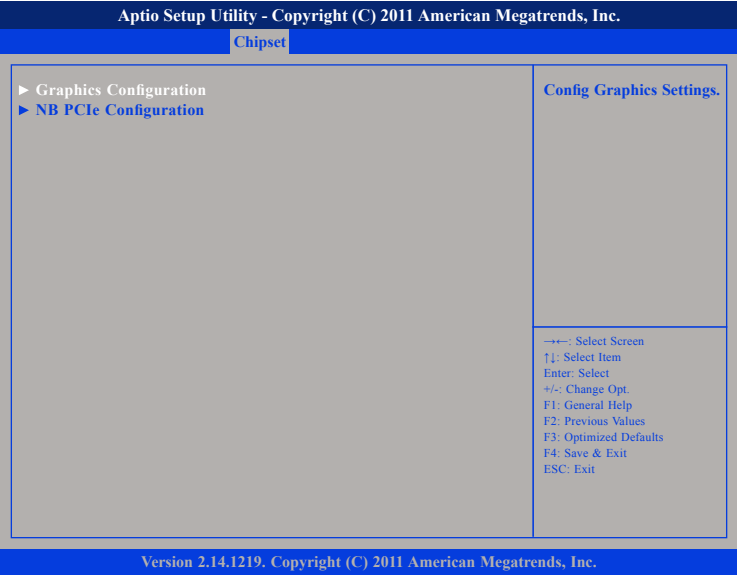 Aptio Setup Utility - Copyright (C) 2011 American Megatrends, Inc.
Chipset
► Graphics Configuration
► NB PCIe Configuration
Config Graphics Settings.
→←: Select Screen
↑↓: Select Item
Enter: Select
+/-: Change Opt.
F1: General Help
F2: Previous Values
F3: Optimized Defaults
F4: Save & Exit
ESC: Exit
Version 2.14.1219. Copyright (C) 2011 American Megatrends, Inc.